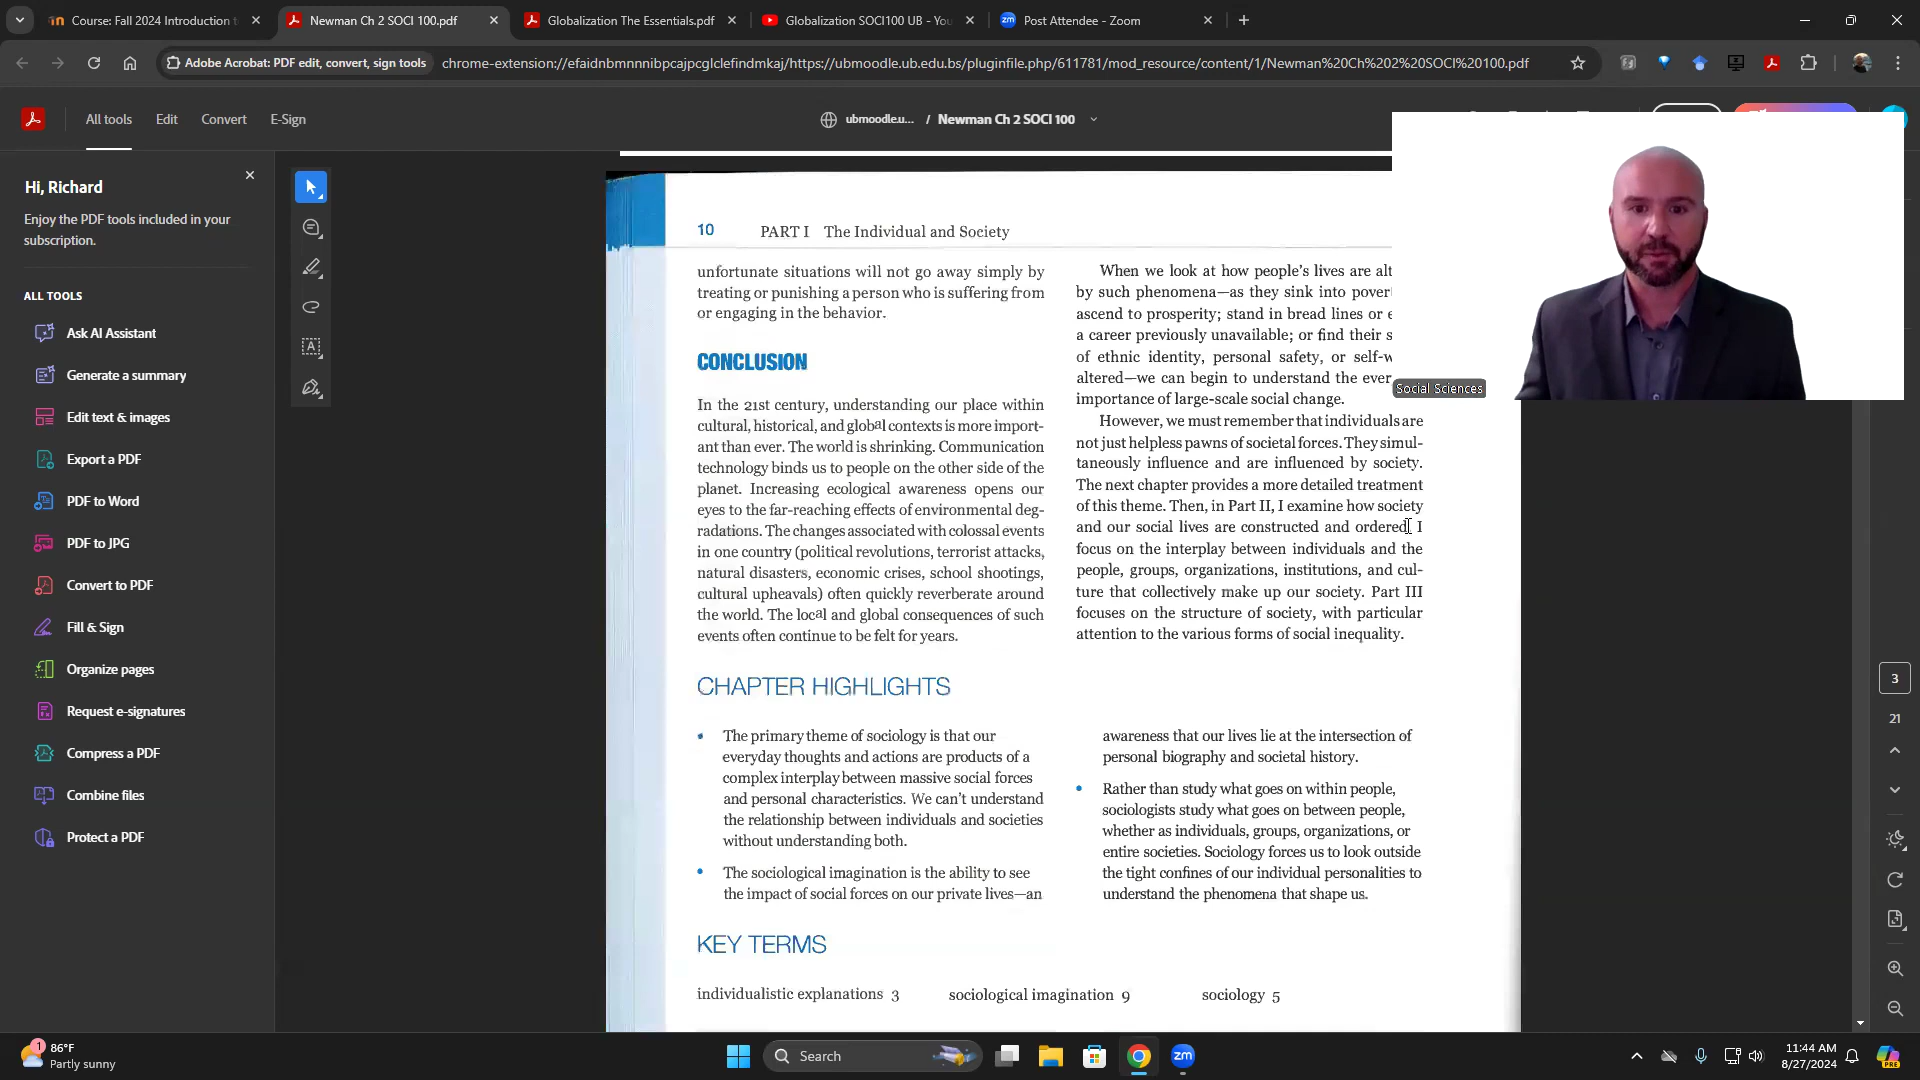 Course: Fall 2024 Introduction t
Newman Ch 2 SOCI 100.pdf
Globalization The Essentials.pdf
Globalization SOCI100 UB - You
Post Attendee - Zoom
Adobe Acrobat: PDF edit, convert, sign tools
chrome-extension://efaidnbmnnnibpcajpcglclefindmkaj/https://ubmoodle.ub.edu.bs/pluginfile.php/611781/mod_resource/content/1/Newman%20Ch%202%20SOCI%20100.pdf
All tools
Edit
Convert
E-Sign
ubmoodle.u... / Newman Ch 2 SOCI 100
Hi, Richard
Enjoy the PDF tools included in your
subscription.
ALL TOOLS
Ask AI Assistant
Generate a summary
Edit text & images
Export a PDF
PDF to Word
PDF to JPG
Convert to PDF
Fill & Sign
Organize pages
Request e-signatures
Compress a PDF
Combine files
Protect a PDF
10 PART I The Individual and Society
unfortunate situations will not go away simply by
treating or punishing a person who is suffering from
or engaging in the behavior.
CONCLUSION
In the 21st century, understanding our place within
cultural, historical, and global contexts is more import-
ant than ever. The world is shrinking. Communication
technology binds us to people on the other side of the
planet. Increasing ecological awareness opens our
eyes to the far-reaching effects of environmental deg-
radations. The changes associated with colossal events
in one country (political revolutions, terrorist attacks,
natural disasters, economic crises, school shootings,
cultural upheavals) often quickly reverberate around
the world. The local and global consequences of such
events often continue to be felt for years.
When we look at how people's lives are alt
by such phenomena—as they sink into pover
ascend to prosperity; stand in bread lines or e
a career previously unavailable; or find their s
of ethnic identity, personal safety, or self-w
altered—we can begin to understand the ever
importance of large-scale social change.
However, we must remember that individuals are
not just helpless pawns of societal forces. They simul-
taneously influence and are influenced by society.
The next chapter provides a more detailed treatment
of this theme. Then, in Part II, I examine how society
and our social lives are constructed and ordered. I
focus on the interplay between individuals and the
people, groups, organizations, institutions, and cul-
ture that collectively make up our society. Part III
focuses on the structure of society, with particular
attention to the various forms of social inequality.
Social Sciences
CHAPTER HIGHLIGHTS
• The primary theme of sociology is that our
everyday thoughts and actions are products of a
complex interplay between massive social forces
and personal characteristics. We can't understand
the relationship between individuals and societies
without understanding both.
• The sociological imagination is the ability to see
the impact of social forces on our private lives—an
awareness that our lives lie at the intersection of
personal biography and societal history.
• Rather than study what goes on within people,
sociologists study what goes on between people,
whether as individuals, groups, organizations, or
entire societies. Sociology forces us to look outside
the tight confines of our individual personalities to
understand the phenomena that shape us.
KEY TERMS
individualistic explanations 3
sociological imagination 9
sociology 5
3
21
1
86°F
Partly sunny
Search
zm
11:44 AM
8/27/2024